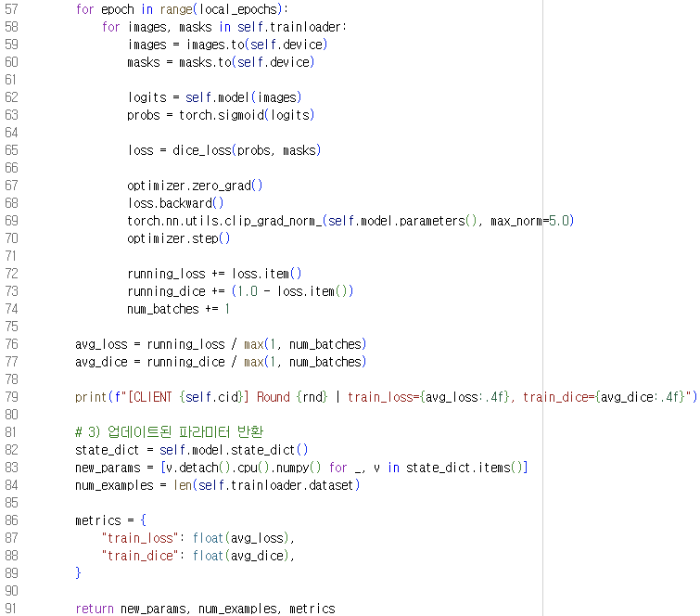 57 for epoch in range(local_epochs):
58 for images, masks in self.trainloader:
59 images = images.to(self.device)
60 masks = masks.to(self.device)
61
62 logits = self.model(images)
63 probs = torch.sigmoid(logits)
64
65 loss = dice_loss(probs, masks)
66
67 optimizer.zero_grad()
68 loss.backward()
69 torch.nn.utils.clip_grad_norm_(self.model.parameters(), max_norm=5.0)
70 optimizer.step()
71
72 running_loss += loss.item()
73 running_dice += (1.0 - loss.item())
74 num_batches += 1
75
76 avg_loss = running_loss / max(1, num_batches)
77 avg_dice = running_dice / max(1, num_batches)
78
79 print(f"[CLIENT {self.cid}] Round {rnd} | train_loss={avg_loss:.4f}, train_dice={avg_dice:.4f}")
80
81 # 3) 업데이트된 파라미터 반환
82 state_dict = self.model.state_dict()
83 new_params = [v.detach().cpu().numpy() for _, v in state_dict.items()]
84 num_examples = len(self.trainloader.dataset)
85
86 metrics = {
87 "train_loss": float(avg_loss),
88 "train_dice": float(avg_dice),
89 }
90
91 return new_params, num_examples, metrics